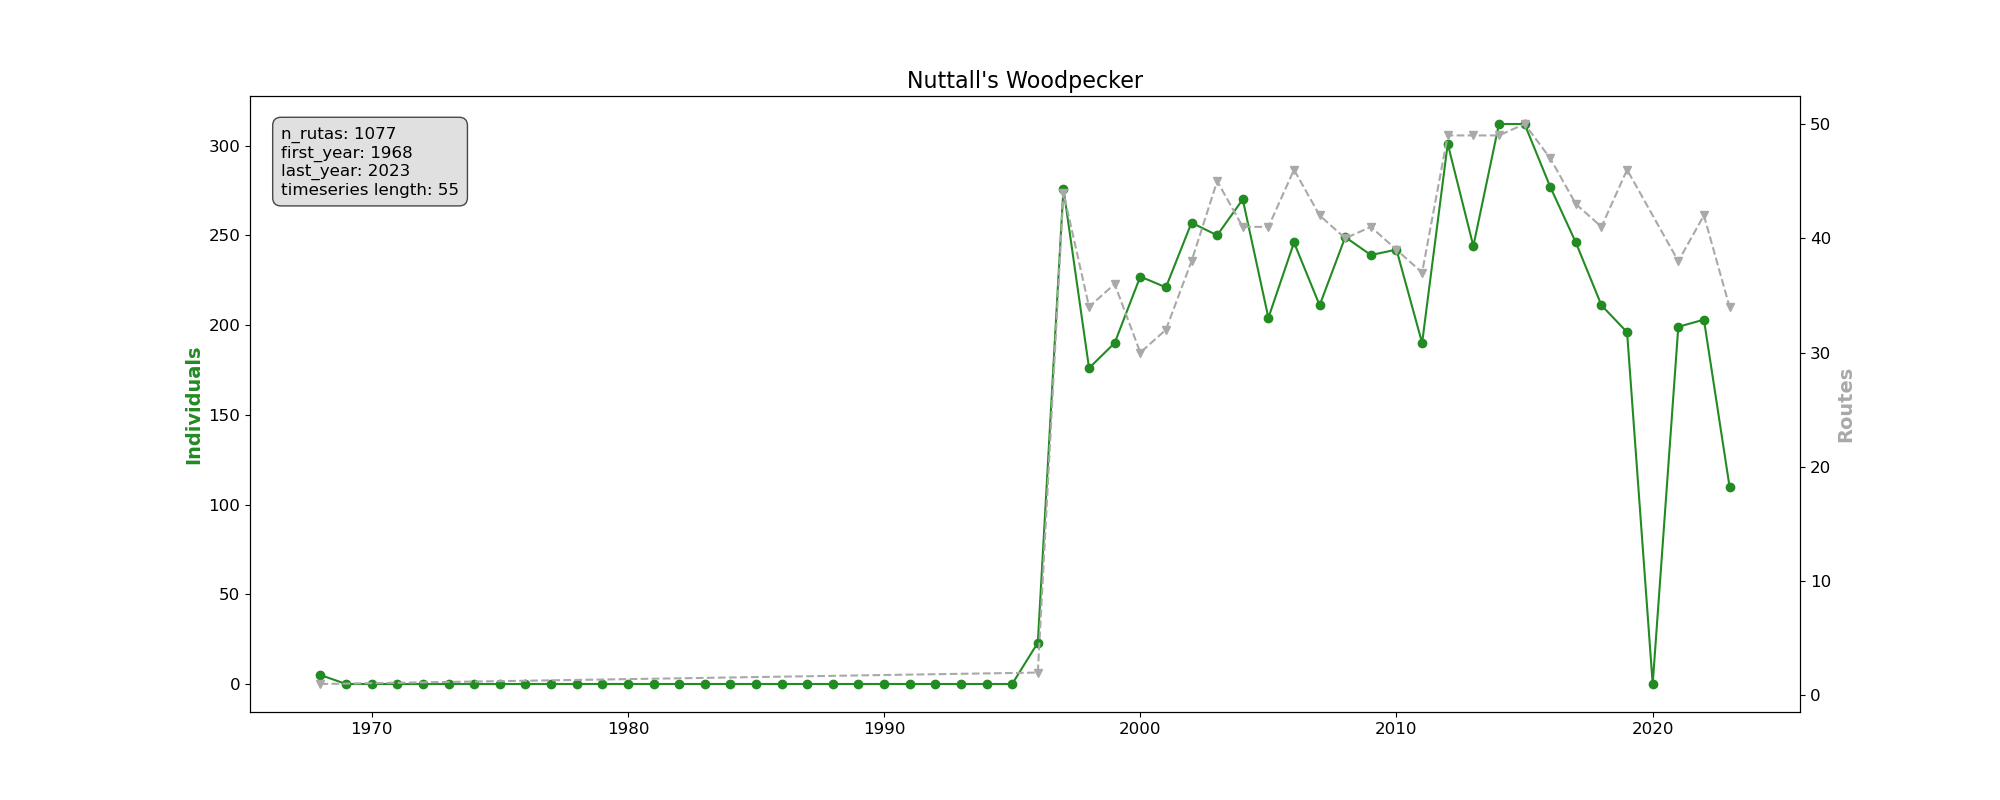 Nuttall's Woodpecker
n_rutas: 1077
first_year: 1968
last_year: 2023
timeseries length: 55
Individuals
300
250
200
150
100
50
0
Routes
50
40
30
20
10
0
1970 1980 1990 2000 2010 2020